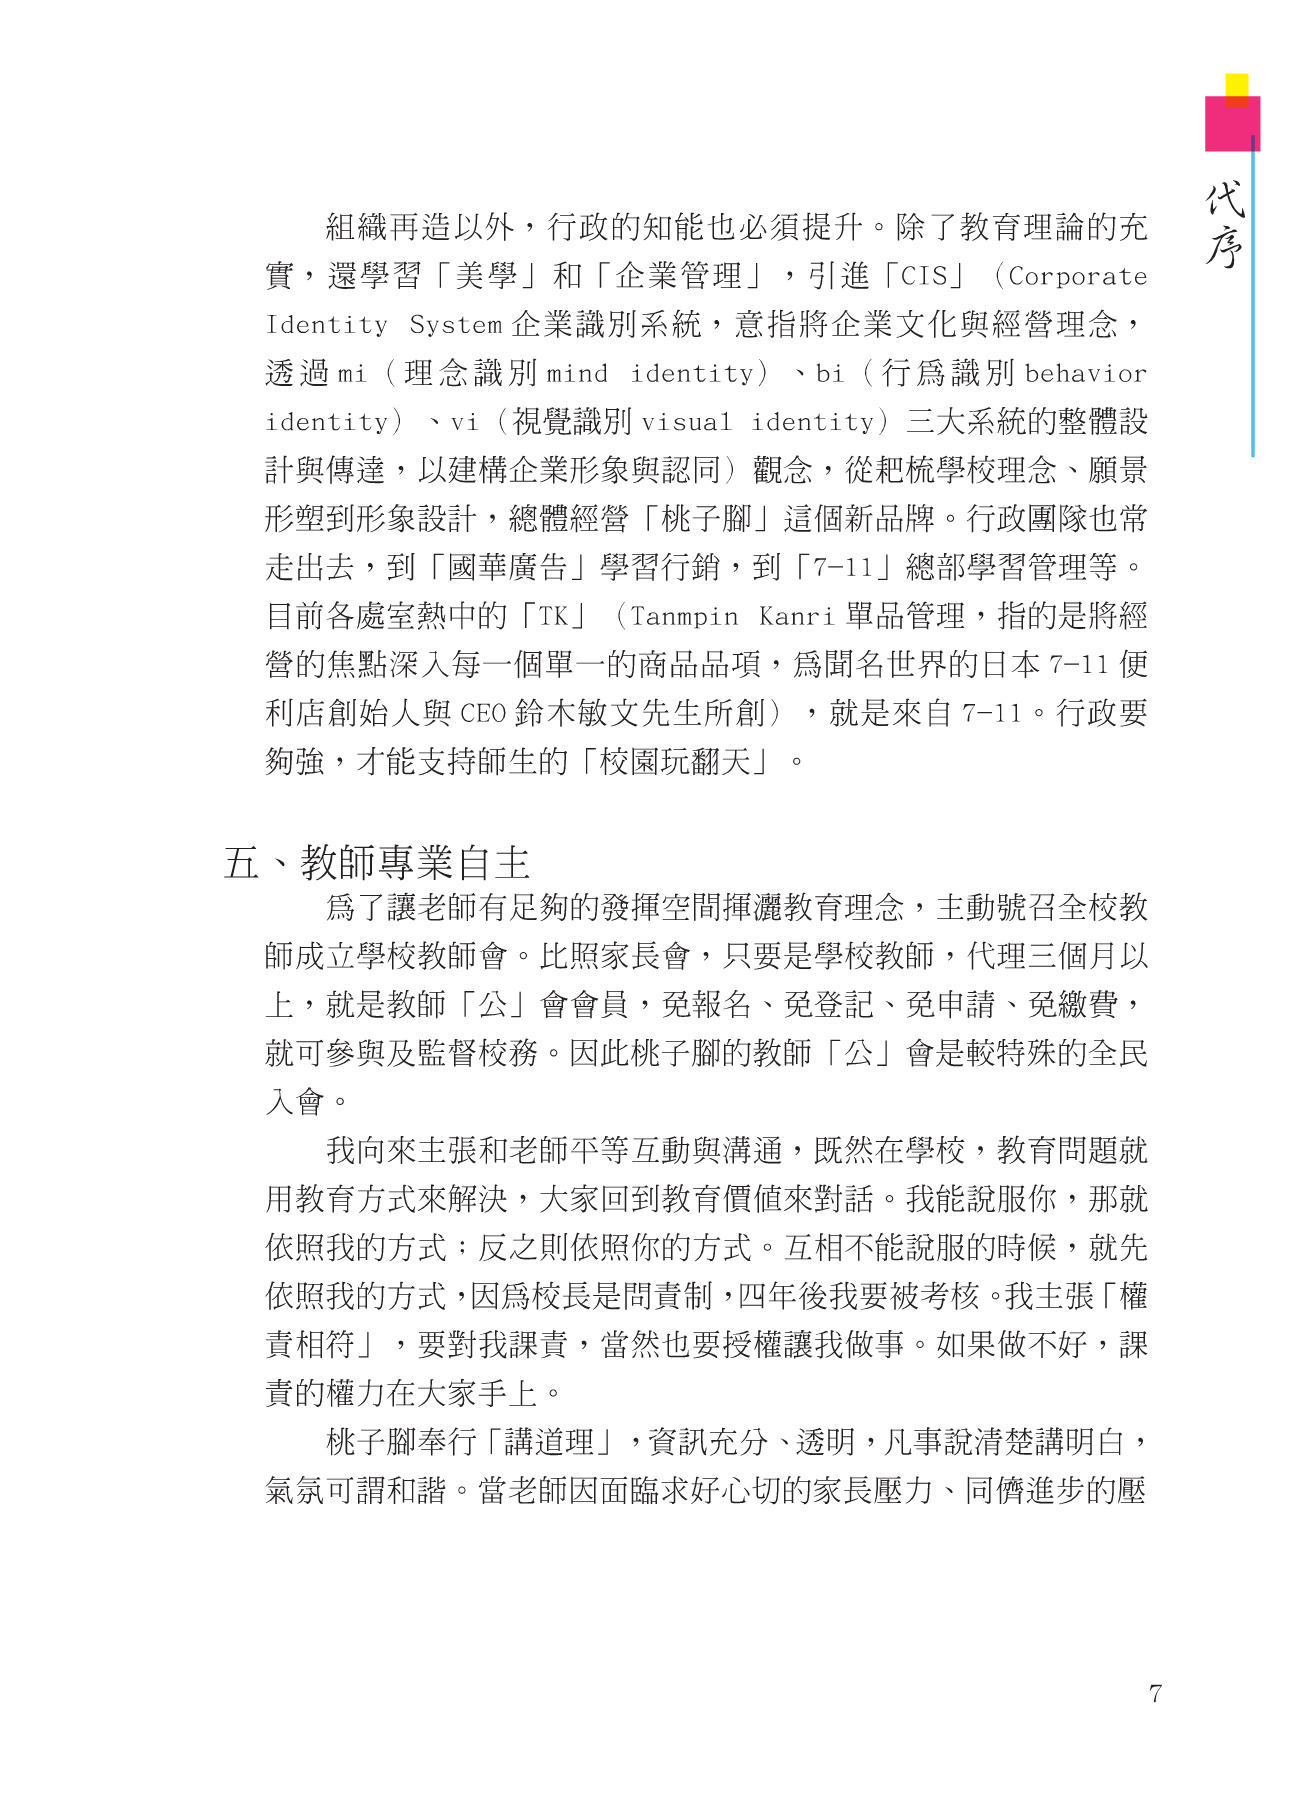 代序
組織再造以外，行政的知能也必須提升。除了教育理論的充
實，還學習「美學」和「企業管理」，引進「CIS」（Corporate
Identity System 企業識別系統，意指將企業文化與經營理念，
透過 mi（理念識別 mind identity）、bi（行為識別 behavior
identity）、vi（視覺識別 visual identity）三大系統的整體設
計與傳達，以建構企業形象與認同）觀念，從耙梳學校理念、願景
形塑到形象設計，總體經營「桃子腳」這個新品牌。行政團隊也常
走出去，到「國華廣告」學習行銷，到「7-11」總部學習管理等。
目前各處室熱中的「TK」（Tanmpin Kanri 單品管理，指的是將經
營的焦點深入每一個單一的商品品項，為聞名世界的日本 7-11 便
利店創始人與 CEO 鈴木敏文先生所創），就是來自 7-11。行政要
夠強，才能支持師生的「校園玩翻天」。
五、教師專業自主
為了讓老師有足夠的發揮空間揮灑教育理念，主動號召全校教
師成立學校教師會。比照家長會，只要是學校教師，代理三個月以
上，就是教師「公」會會員，免報名、免登記、免申請、免繳費，
就可參與及監督校務。因此桃子腳的教師「公」會是較特殊的全民
入會。
我向來主張和老師平等互動與溝通，既然在學校，教育問題就
用教育方式來解決，大家回到教育價值來對話。我能說服你，那就
依照我的方式；反之則依照你的方式。互相不能說服的時候，就先
依照我的方式，因為校長是問責制，四年後我要被考核。我主張「權
責相符」，要對我課責，當然也要授權讓我做事。如果做不好，課
責的權力在大家手上。
桃子腳奉行「講道理」，資訊充分、透明，凡事說清楚講明白，
氣氛可謂和諧。當老師因面臨求好心切的家長壓力、同儕進步的壓
7